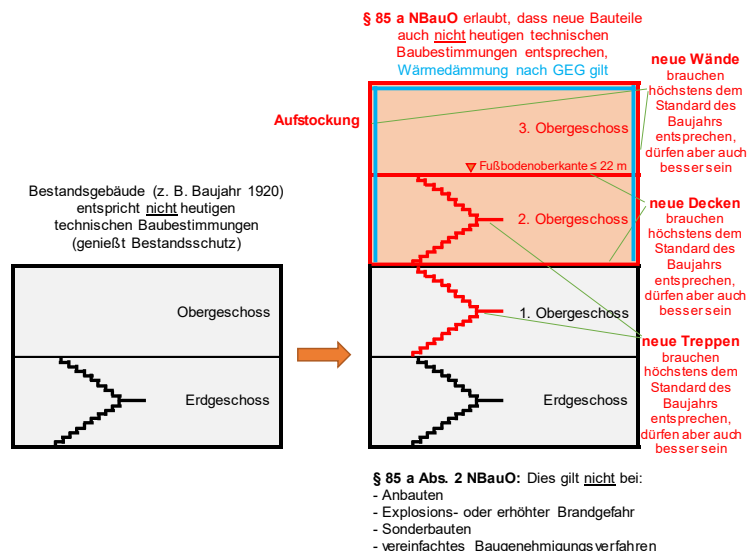 § 85 a NBauO erlaubt, dass neue Bauteile
auch nicht heutigen technischen
Baubestimmungen entsprechen,
Wärmedämmung nach GEG gilt
neue Wände
brauchen
höchstens dem
Standard des
Baujahrs
entsprechen,
dürfen aber auch
besser sein
Aufstockung
3. Obergeschoss
Fußbodenoberkante ≤ 22 m
Bestandsgebäude (z. B. Baujahr 1920)
entspricht nicht heutigen
technischen Baubestimmungen
(genießt Bestandsschutz)
2. Obergeschoss
neue Decken
brauchen
höchstens dem
Standard des
Baujahrs
entsprechen,
dürfen aber auch
besser sein
Obergeschoss
1. Obergeschoss
neue Treppen
brauchen
höchstens dem
Standard des
Baujahrs
entsprechen,
dürfen aber auch
besser sein
Erdgeschoss
Erdgeschoss
§ 85 a Abs. 2 NBauO: Dies gilt nicht bei:
- Anbauten
- Explosions- oder erhöhter Brandgefahr
- Sonderbauten
- vereinfachtes Baugenehmigungsverfahren